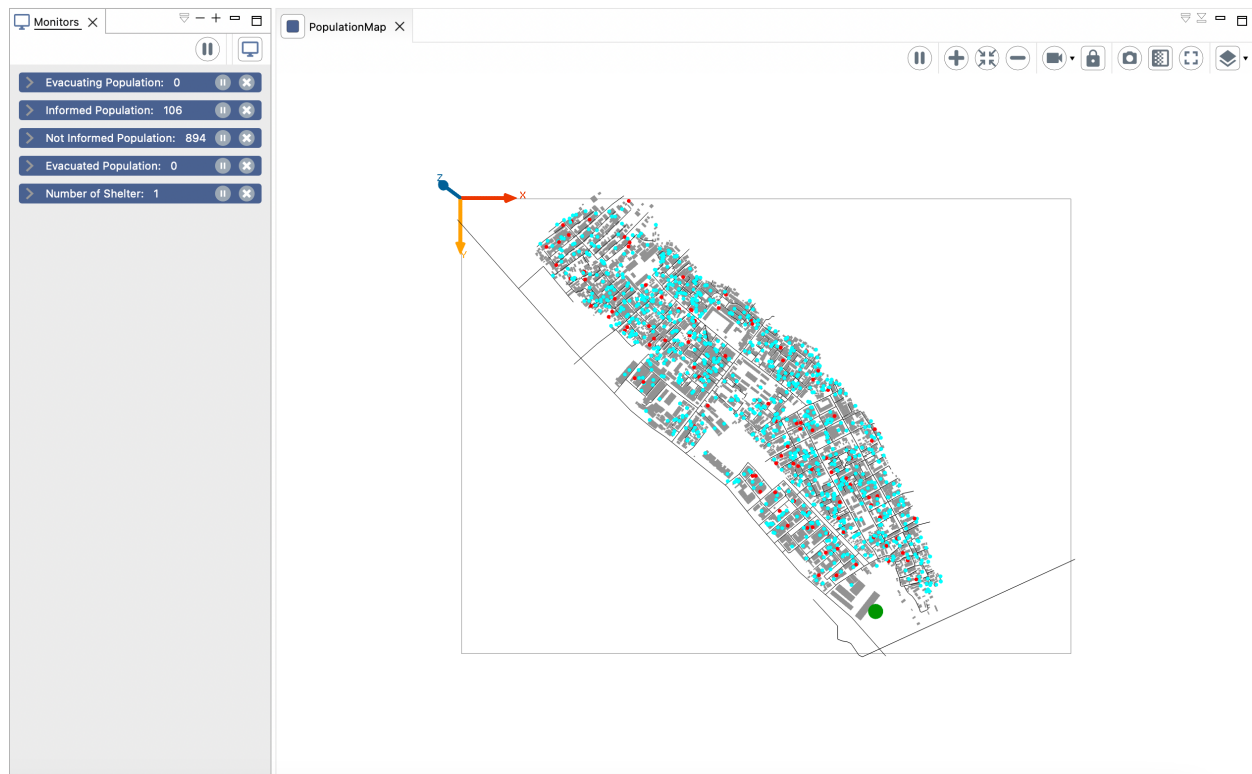 Monitors
PopulationMap
Evacuating Population: 0
Informed Population: 106
Not Informed Population: 894
Evacuated Population: 0
Number of Shelter: 1
Z
X
Y